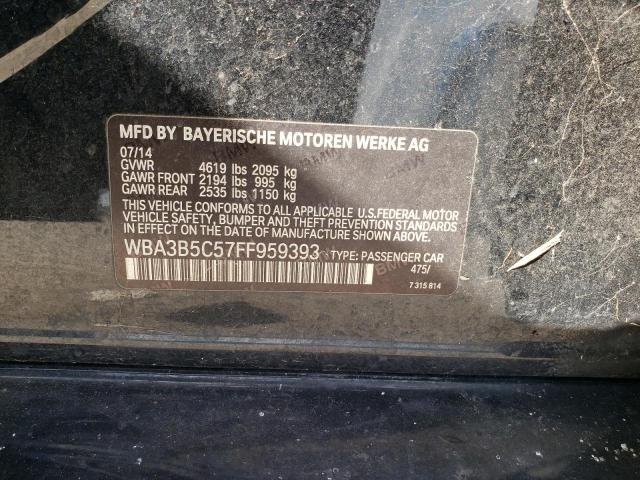 MFD BY BAYERISCHE MOTOREN WERKE AG
07/14
GVWR 4619 lbs 2095 kg
GAWR FRONT 2194 lbs 995 kg
GAWR REAR 2535 lbs 1150 kg
THIS VEHICLE CONFORMS TO ALL APPLICABLE U.S.FEDERAL MOTOR
VEHICLE SAFETY, BUMPER AND THEFT PREVENTION STANDARDS
IN EFFECT ON THE DATE OF MANUFACTURE SHOWN ABOVE.
WBA3B5C57FF959393 TYPE: PASSENGER CAR
475/
7 315 814